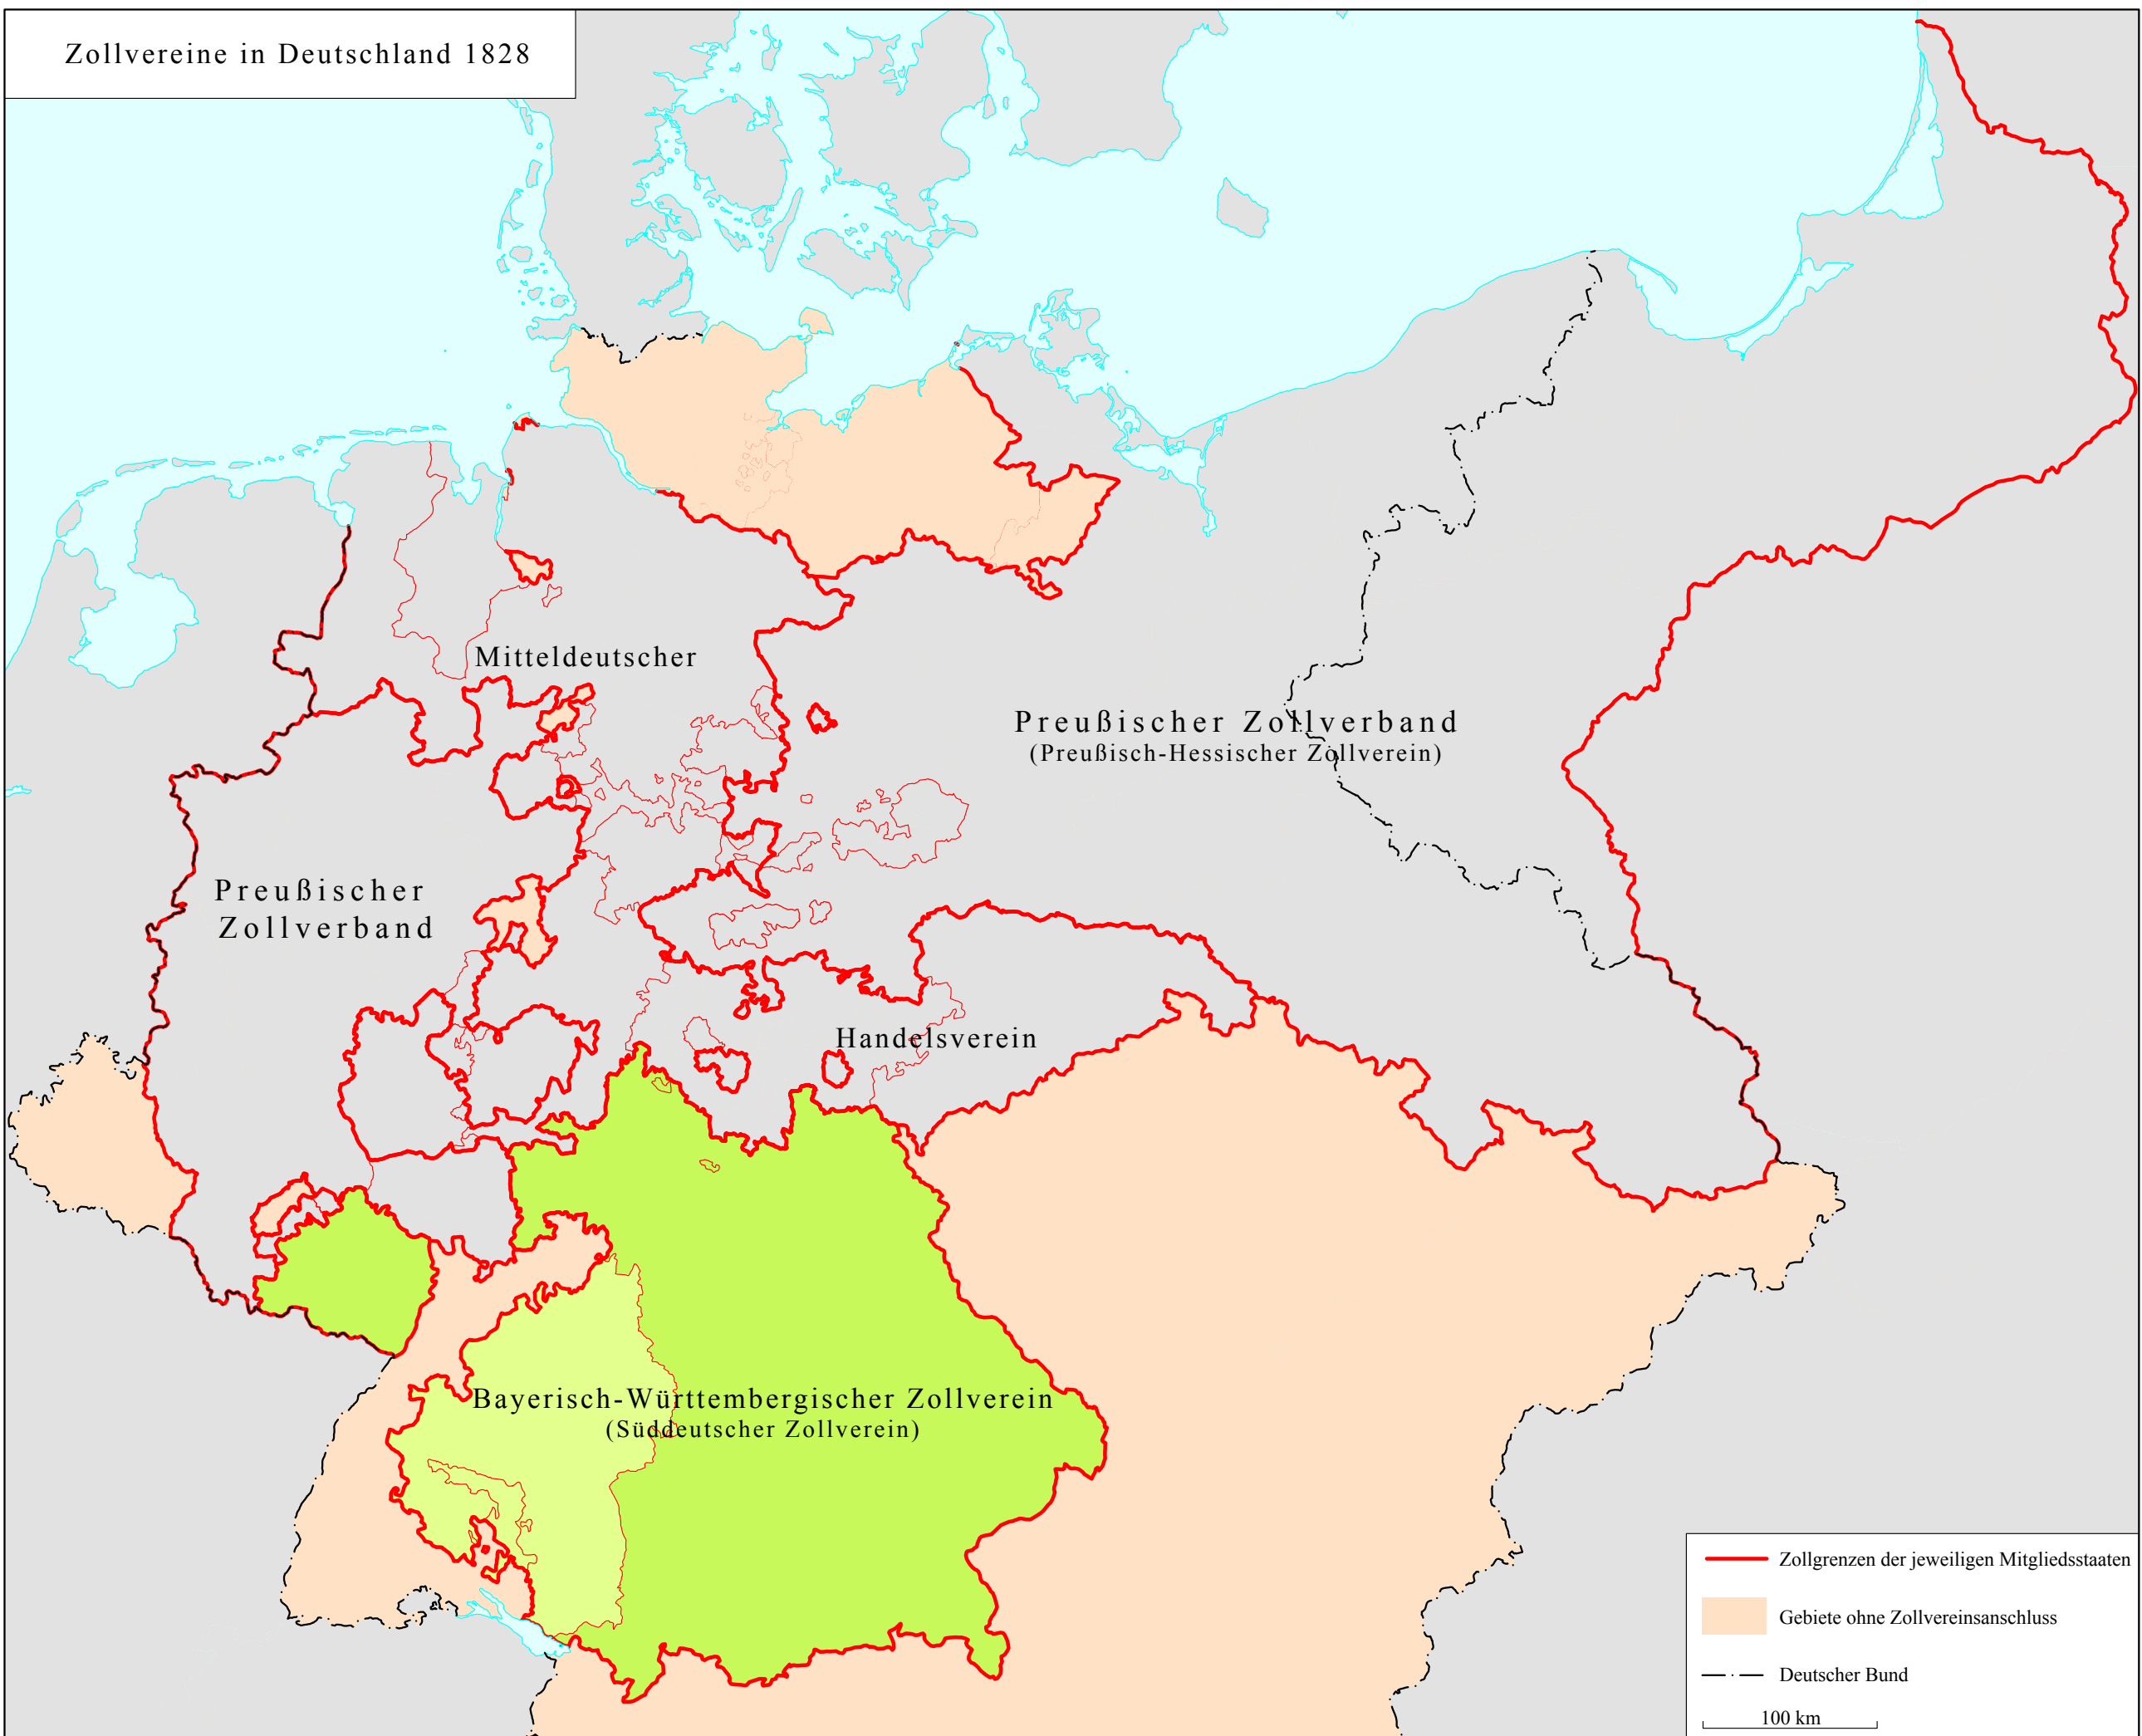 Zollvereine in Deutschland 1828
Mitteldeutscher
Preußischer Zollverband
(Preußisch-Hessischer Zollverein)
Preußischer
Zollverband
Handelsverein
Bayerisch-Württembergischer Zollverein
(Süddeutscher Zollverein)
Zollgrenzen der jeweiligen Mitgliedsstaaten
Gebiete ohne Zollvereinsanschluss
Deutscher Bund
100 km